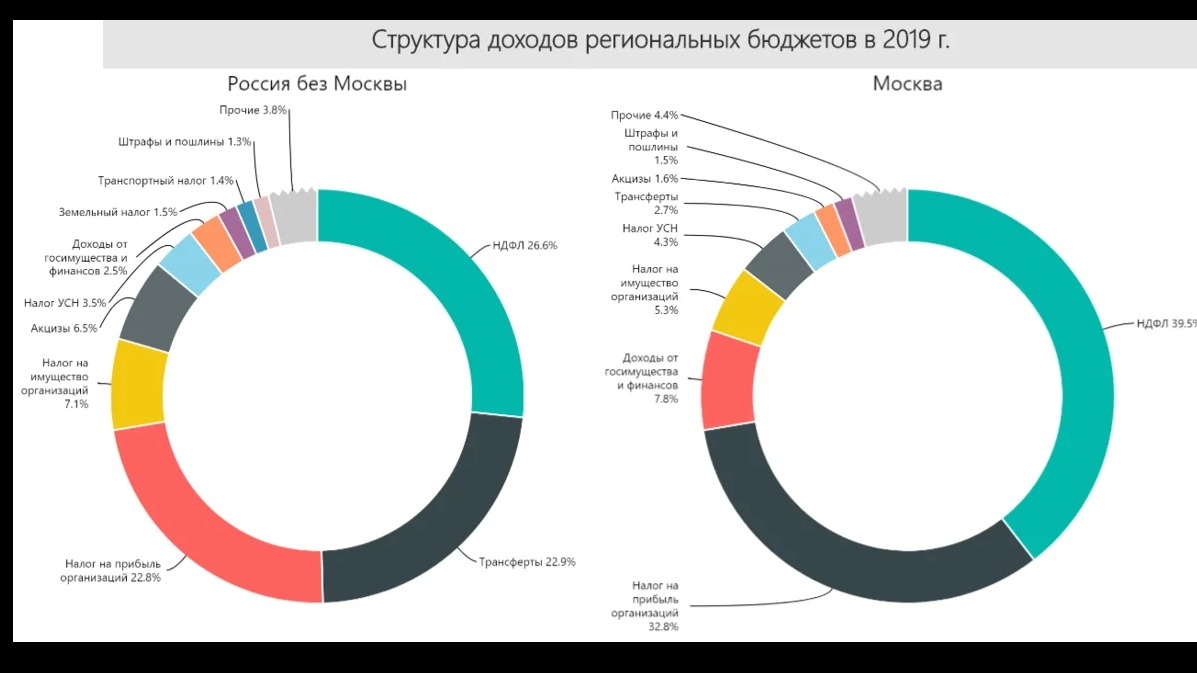 Структура доходов региональных бюджетов в 2019 г.
Россия без Москвы
Прочие 3.8%
Штрафы и пошлины 1.3%
Транспортный налог 1.4%
Земельный налог 1.5%
Доходы от
госимущества и
финансов 2.5%
Налог УСН 3.5%
Акцизы 6.5%
Налог на
имущество
организаций
7.1%
Налог на прибыль
организаций 22.8%
НДФЛ 26.6%
Трансферты 22.9%
Москва
Прочие 4.4%
Штрафы и
пошлины
1.5%
Акцизы 1.6%
Трансферты
2.7%
Налог УСН
4.3%
Налог на
имущество
организаций
5.3%
Доходы от
госимущества
и финансов
7.8%
Налог на
прибыль
организаций
32.8%
НДФЛ 39.5%